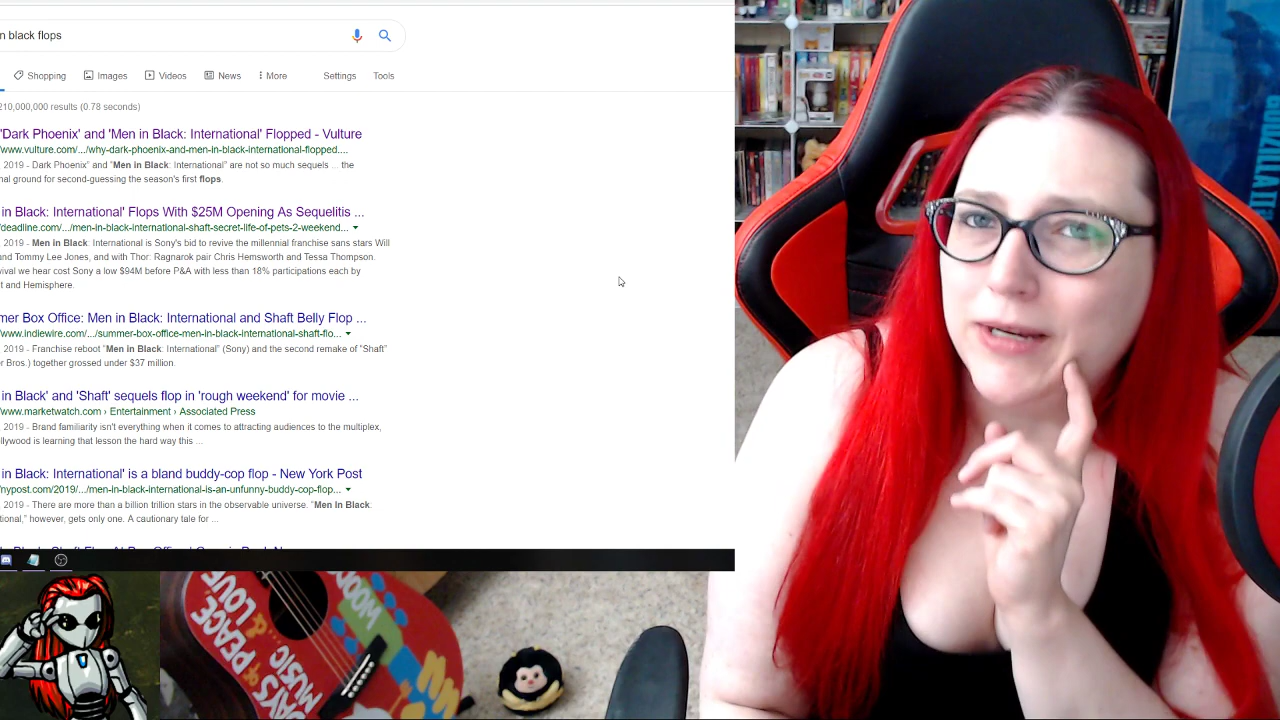 n black flops
Shopping Images Videos News More Settings Tools
210,000,000 results (0.78 seconds)
'Dark Phoenix' and 'Men in Black: International' Flopped - Vulture
www.vulture.com/.../why-dark-phoenix-and-men-in-black-international-flopped....
2019 - Dark Phoenix" and "Men in Black: International" are not so much sequels ... the
nal ground for second-guessing the season's first flops.
in Black: International' Flops With $25M Opening As Sequelitis ...
deadline.com/.../men-in-black-international-shaft-secret-life-of-pets-2-weekend...
2019 - Men in Black: International is Sony's bid to revive the millennial franchise sans stars Will
and Tommy Lee Jones, and with Thor: Ragnarok pair Chris Hemsworth and Tessa Thompson.
vival we hear cost Sony a low $94M before P&A with less than 18% participations each by
t and Hemisphere.
mer Box Office: Men in Black: International and Shaft Belly Flop ...
www.indiewire.com/.../summer-box-office-men-in-black-international-shaft-flo...
2019 - Franchise reboot "Men in Black: International" (Sony) and the second remake of "Shaft"
r Bros.) together grossed under $37 million.
in Black' and 'Shaft' sequels flop in 'rough weekend' for movie ...
www.marketwatch.com › Entertainment › Associated Press
2019 - Brand familiarity isn't everything when it comes to attracting audiences to the multiplex,
llywood is learning that lesson the hard way this ...
in Black: International' is a bland buddy-cop flop - New York Post
nypost.com/2019/.../men-in-black-international-is-an-unfunny-buddy-cop-flop...
2019 - There are more than a billion trillion stars in the observable universe. "Men In Black:
tional," however, gets only one. A cautionary tale for ...
PEACE
& LOVE
DAYS
OF
MUSIC
WOOD
GODZILLA